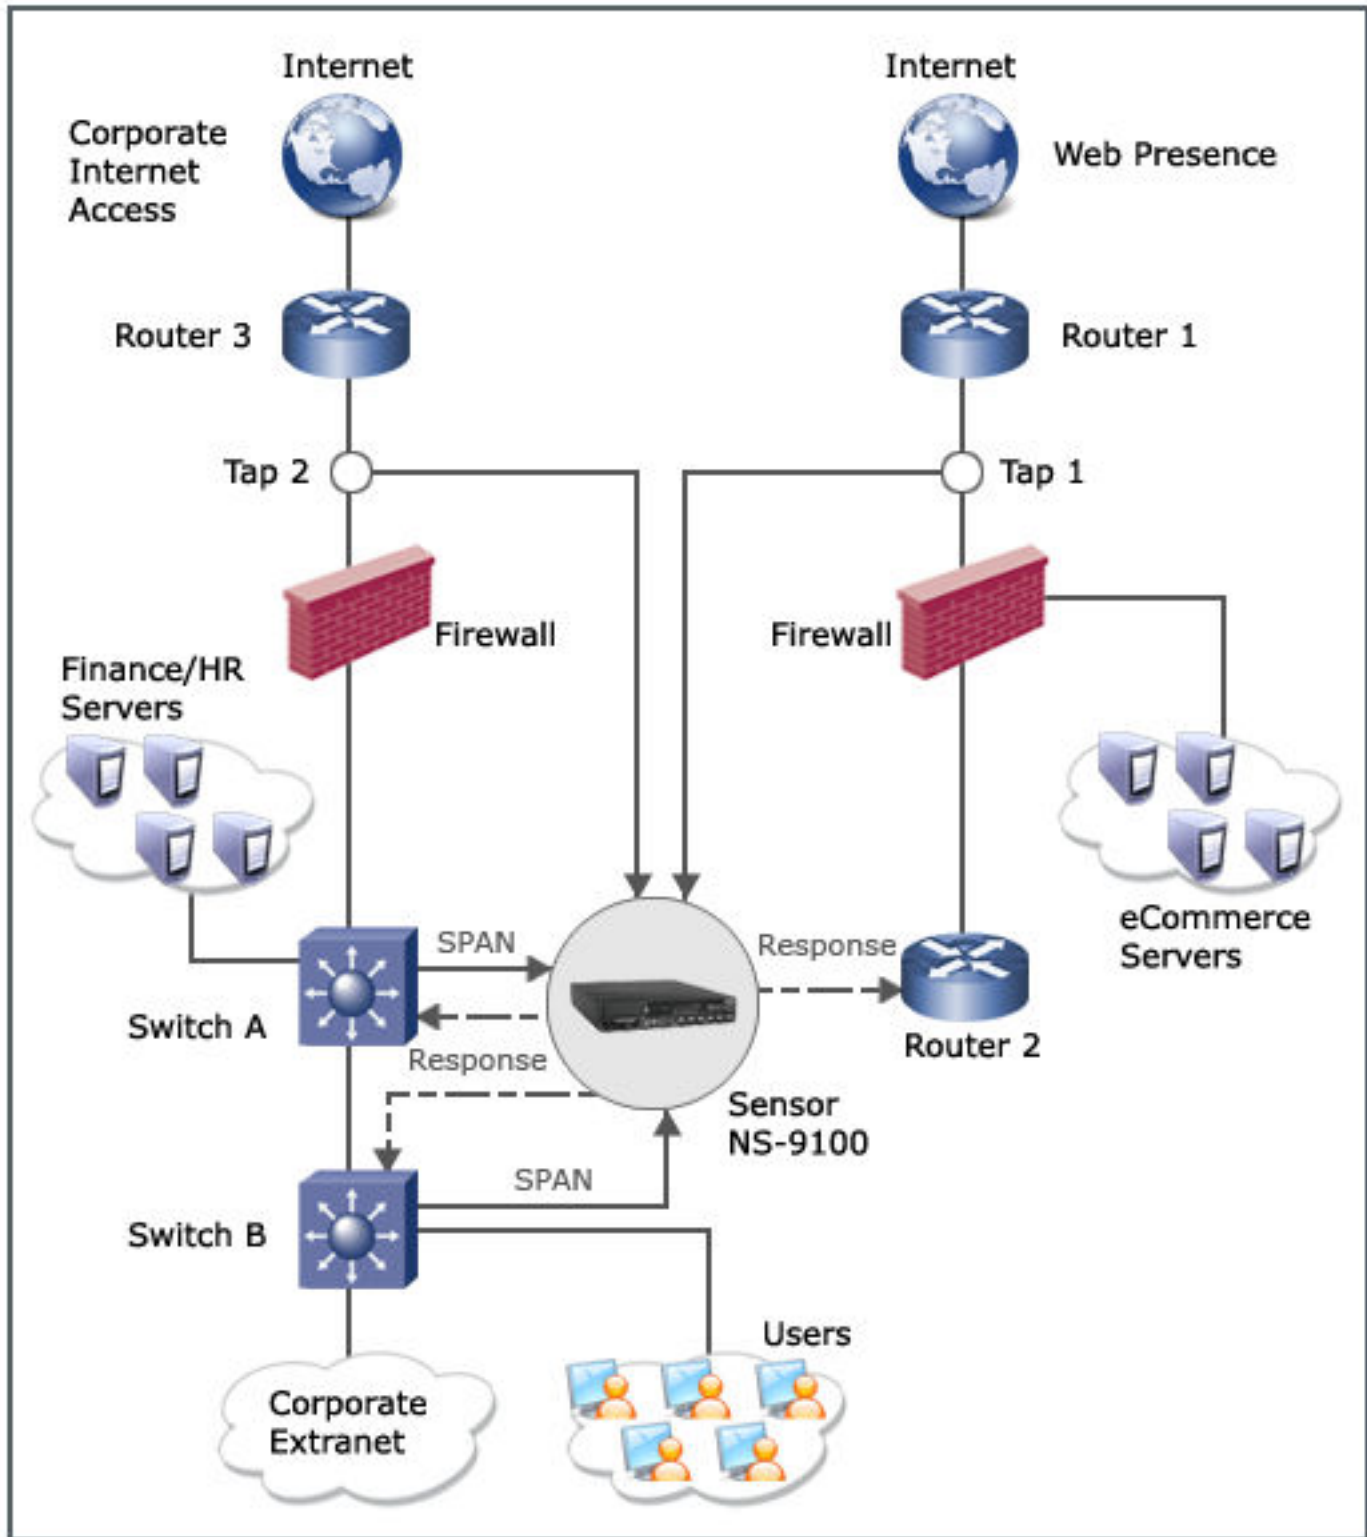 Internet
Internet
Corporate
Internet
Access
Web Presence
Router 3
Router 1
Tap 2
Tap 1
Firewall
Firewall
Finance/HR
Servers
eCommerce
Servers
SPAN
Response
Switch A
Response
Router 2
Sensor
NS-9100
SPAN
Switch B
Users
Corporate
Extranet